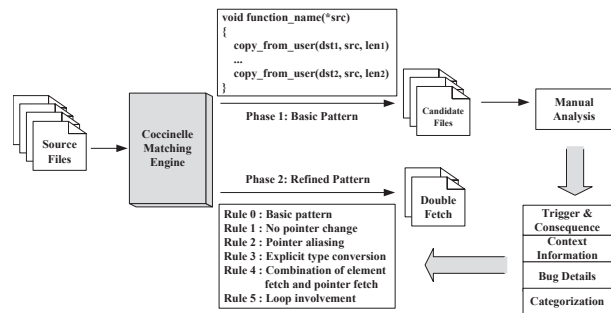 void function_name(*src)
{
copy_from_user(dst1, src, len1)
...
copy_from_user(dst2, src, len2)
}
Source
Files
Coccinelle
Matching
Engine
Phase 1: Basic Pattern
Candidate
Files
Manual
Analysis
Phase 2: Refined Pattern
Double
Fetch
Rule 0 : Basic pattern
Rule 1 : No pointer change
Rule 2 : Pointer aliasing
Rule 3 : Explicit type conversion
Rule 4 : Combination of element
fetch and pointer fetch
Rule 5 : Loop involvement
Trigger &
Consequence
Context
Information
Bug Details
Categorization